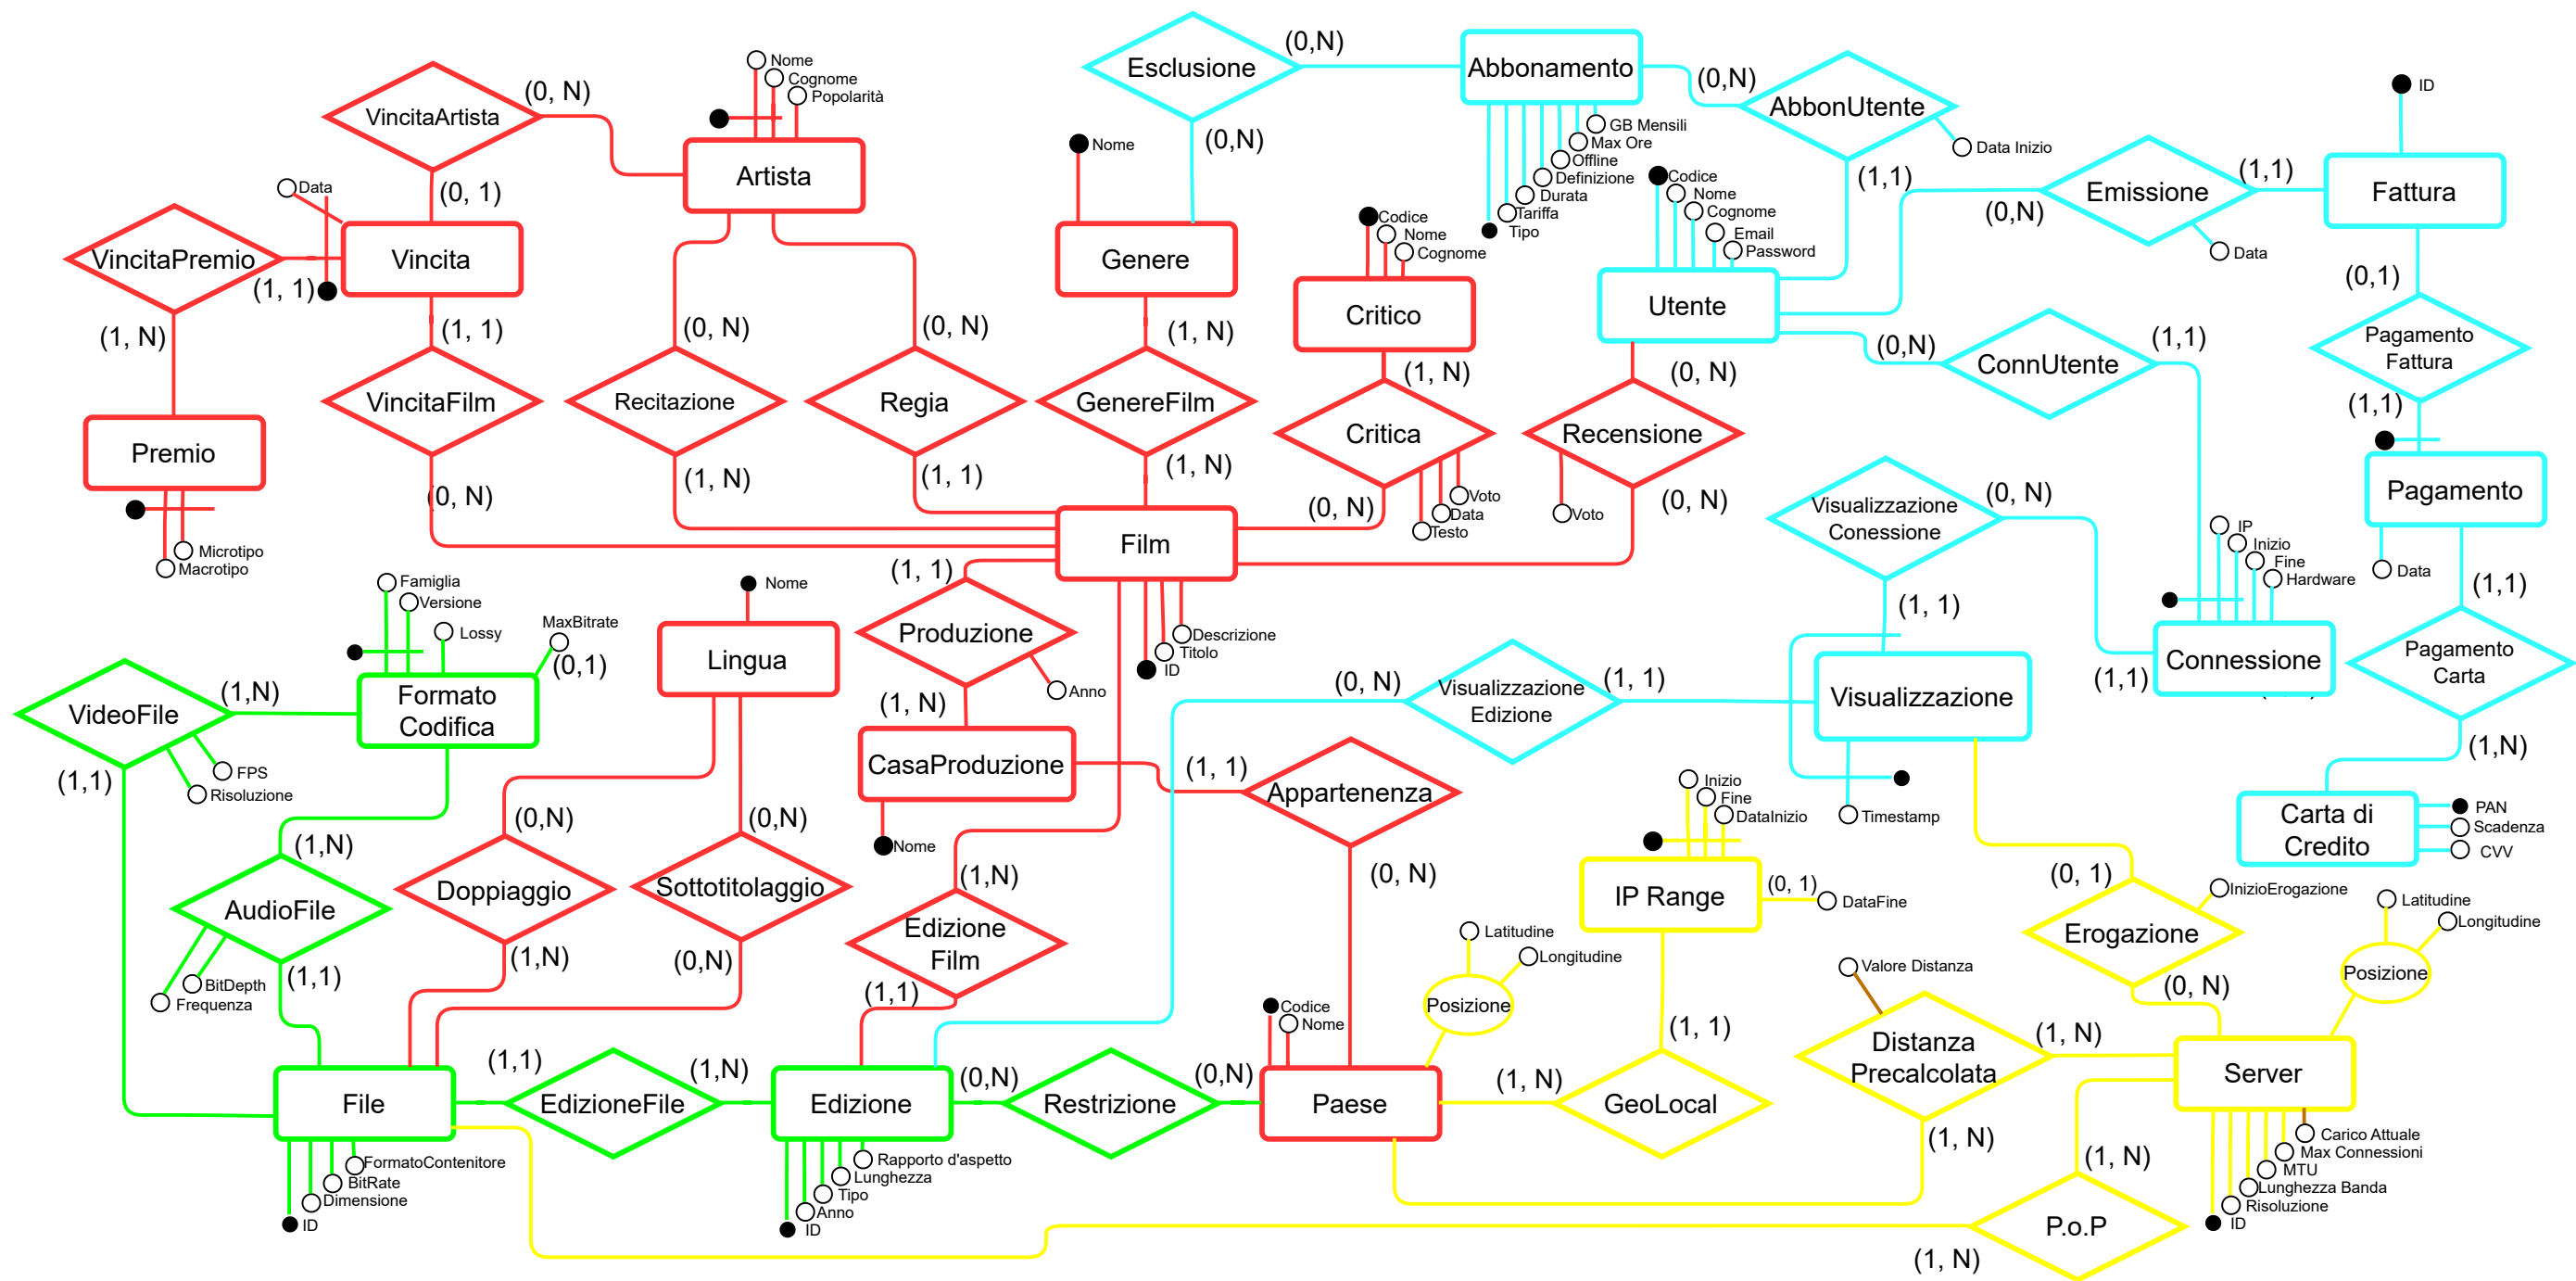 Esclusione
(0,N)
Abbonamento
(0,N)
AbbonUtente
Nome
Cognome
Popolarità
(0, N)
VincitaArtista
ID
(0,N)
GB Mensili
Max Ore
Offline
Definizione
Durata
Tariffa
Tipo
Data Inizio
Nome
Artista
(1,1)
Codice
Nome
Cognome
Email
Password
Emissione
(1,1)
(0,N)
Fattura
Data
(0, 1)
Data
Codice
Nome
Cognome
VincitaPremio
(1, 1)
Vincita
Genere
(0,1)
Critico
Utente
(1, N)
(1, 1)
(0, N)
(0, N)
(1, N)
(0,N)
ConnUtente
(1,1)
Pagamento
Fattura
(1, N)
(0, N)
VincitaFilm
Recitazione
Regia
GenereFilm
(1,1)
Critica
Recensione
Premio
(0, N)
(1, N)
(1, 1)
(1, N)
(0, N)
Voto
Data
Testo
Voto
(0, N)
Visualizzazione
Conessione
(0, N)
Pagamento
Microtipo
Macrotipo
Film
IP
Inizio
Fine
Hardware
Data
Famiglia
Versione
Lossy
MaxBitrate
(0,1)
Nome
(1, 1)
Produzione
Descrizione
Titolo
ID
Anno
(1, 1)
(1,1)
Lingua
Connessione
(1,1)
Pagamento
Carta
VideoFile
(1,N)
Formato
Codifica
(1, N)
(0, N)
Visualizzazione
Edizione
(1, 1)
Visualizzazione
(1,1)
FPS
Risoluzione
CasaProduzione
(1, 1)
Appartenenza
(1,N)
Nome
Inizio
Fine
DataInizio
Timestamp
Carta di
Credito
PAN
Scadenza
CVV
(1,N)
(0,N)
(0,N)
(1,N)
(0, N)
IP Range
(0, 1)
DataFine
(0, 1)
InizioErogazione
AudioFile
Doppiaggio
Sottotitolaggio
Edizione
Film
Latitudine
Longitudine
Posizione
Erogazione
Latitudine
Longitudine
Posizione
(1,1)
BitDepth
Frequenza
(1,N)
(0,N)
(1,1)
Valore Distanza
(0, N)
Codice
Nome
(1, 1)
Distanza
Precalcolata
(1, N)
Server
File
(1,1)
EdizioneFile
(1,N)
Edizione
(0,N)
Restrizione
(0,N)
Paese
(1, N)
GeoLocal
(1, N)
FormatoContenitore
BitRate
Dimensione
ID
Rapporto d'aspetto
Lunghezza
Tipo
Anno
ID
(1, N)
Carico Attuale
Max Connessioni
MTU
Lunghezza Banda
Risoluzione
ID
P.o.P
(1, N)